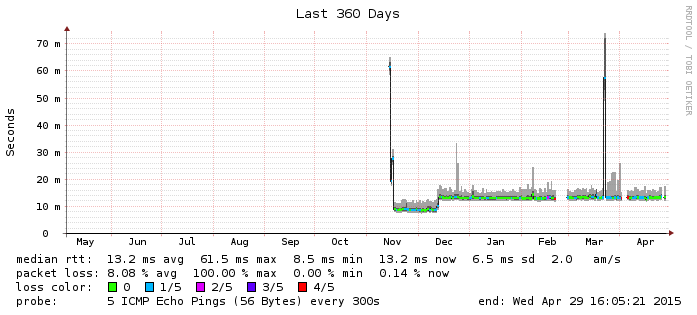 Last 360 Days
RRDTOOL / TOBI OETIKER
Seconds
70 m
60 m
50 m
40 m
30 m
20 m
10 m
0
May Jun Jul Aug Sep Oct Nov Dec Jan Feb Mar Apr
median rtt: 13.2 ms avg 61.5 ms max 8.5 ms min 13.2 ms now 6.5 ms sd 2.0 am/s
packet loss: 8.08 % avg 100.00 % max 0.00 % min 0.14 % now
loss color: 0 1/5 2/5 3/5 4/5
probe: 5 ICMP Echo Pings (56 Bytes) every 300s end: Wed Apr 29 16:05:21 2015